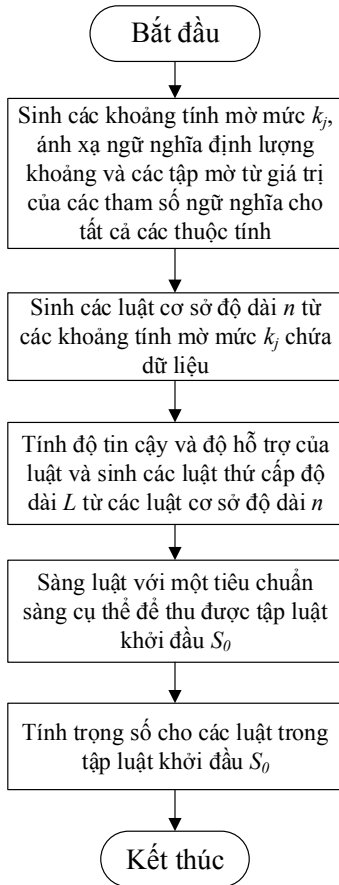 Bắt đầu
Sinh các khoảng tính mờ mức kj,
ánh xạ ngữ nghĩa định lượng
khoảng và các tập mờ từ giá trị
của các tham số ngữ nghĩa cho
tất cả các thuộc tính
Sinh các luật cơ sở độ dài n từ
các khoảng tính mờ mức kj chứa
dữ liệu
Tính độ tin cậy và độ hỗ trợ của
luật và sinh các luật thứ cấp độ
dài L từ các luật cơ sở độ dài n
Sàng luật với một tiêu chuẩn
sàng cụ thể để thu được tập luật
khởi đầu S0
Tính trọng số cho các luật trong
tập luật khởi đầu S0
Kết thúc